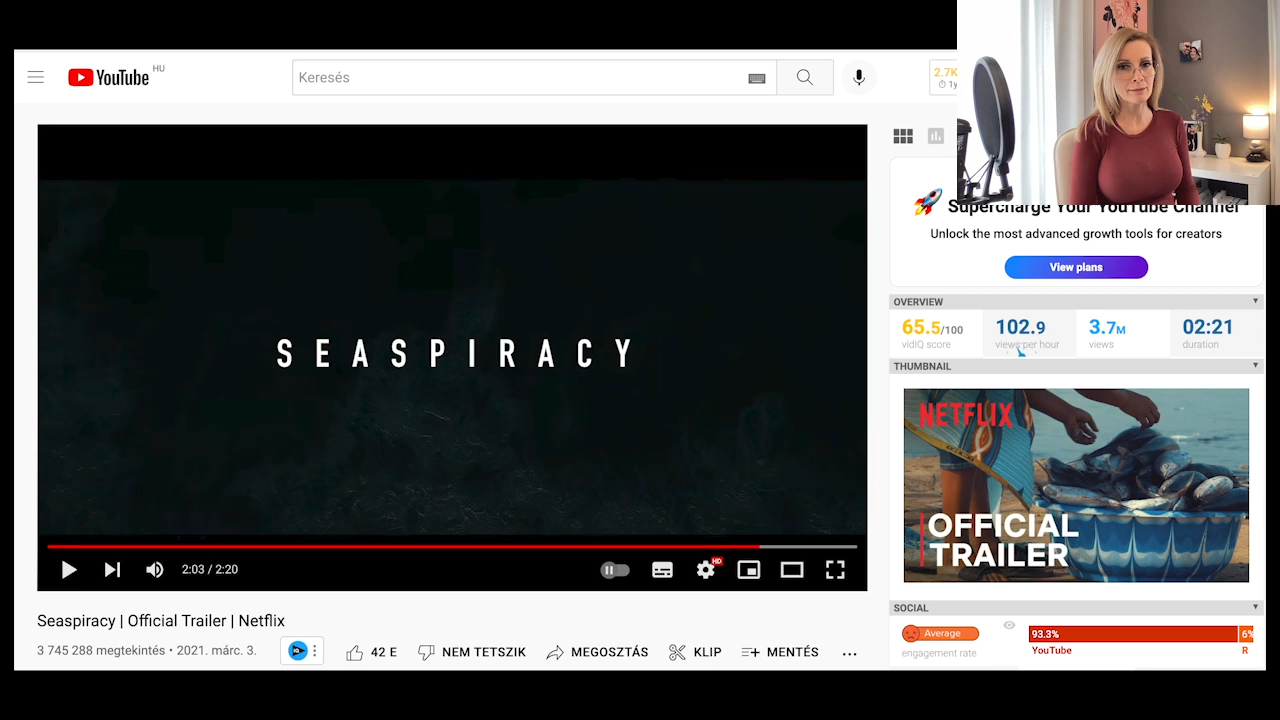 YouTube HU
Keresés
2.7K
1y
Supercharge Your YouTube Channel
Unlock the most advanced growth tools for creators
View plans
OVERVIEW
65.5/100
vidIQ score
102.9
views per hour
3.7M
views
02:21
duration
THUMBNAIL
NETFLIX
OFFICIAL
TRAILER
SOCIAL
Average
engagement rate
93.3%
6%
YouTube
R
SEASPIRACY
2:03 / 2:20
HD
Seaspiracy | Official Trailer | Netflix
3 745 288 megtekintés • 2021. márc. 3.
42 E
NEM TETSZIK
MEGOSZTÁS
KLIP
MENTÉS